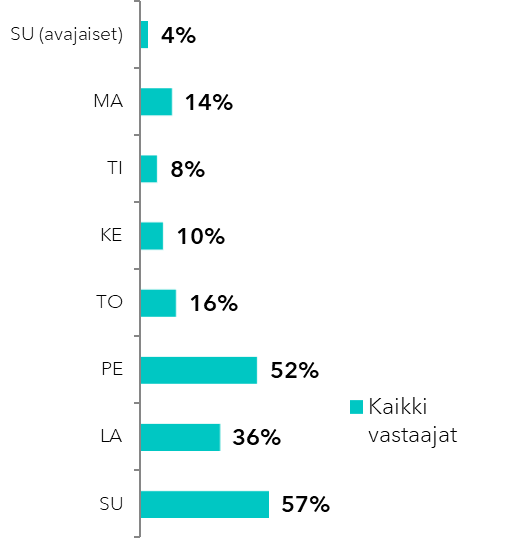 SU (avajaiset) 4%
MA 14%
TI 8%
KE 10%
TO 16%
PE 52%
LA 36%
SU 57%
Kaikki
vastaajat